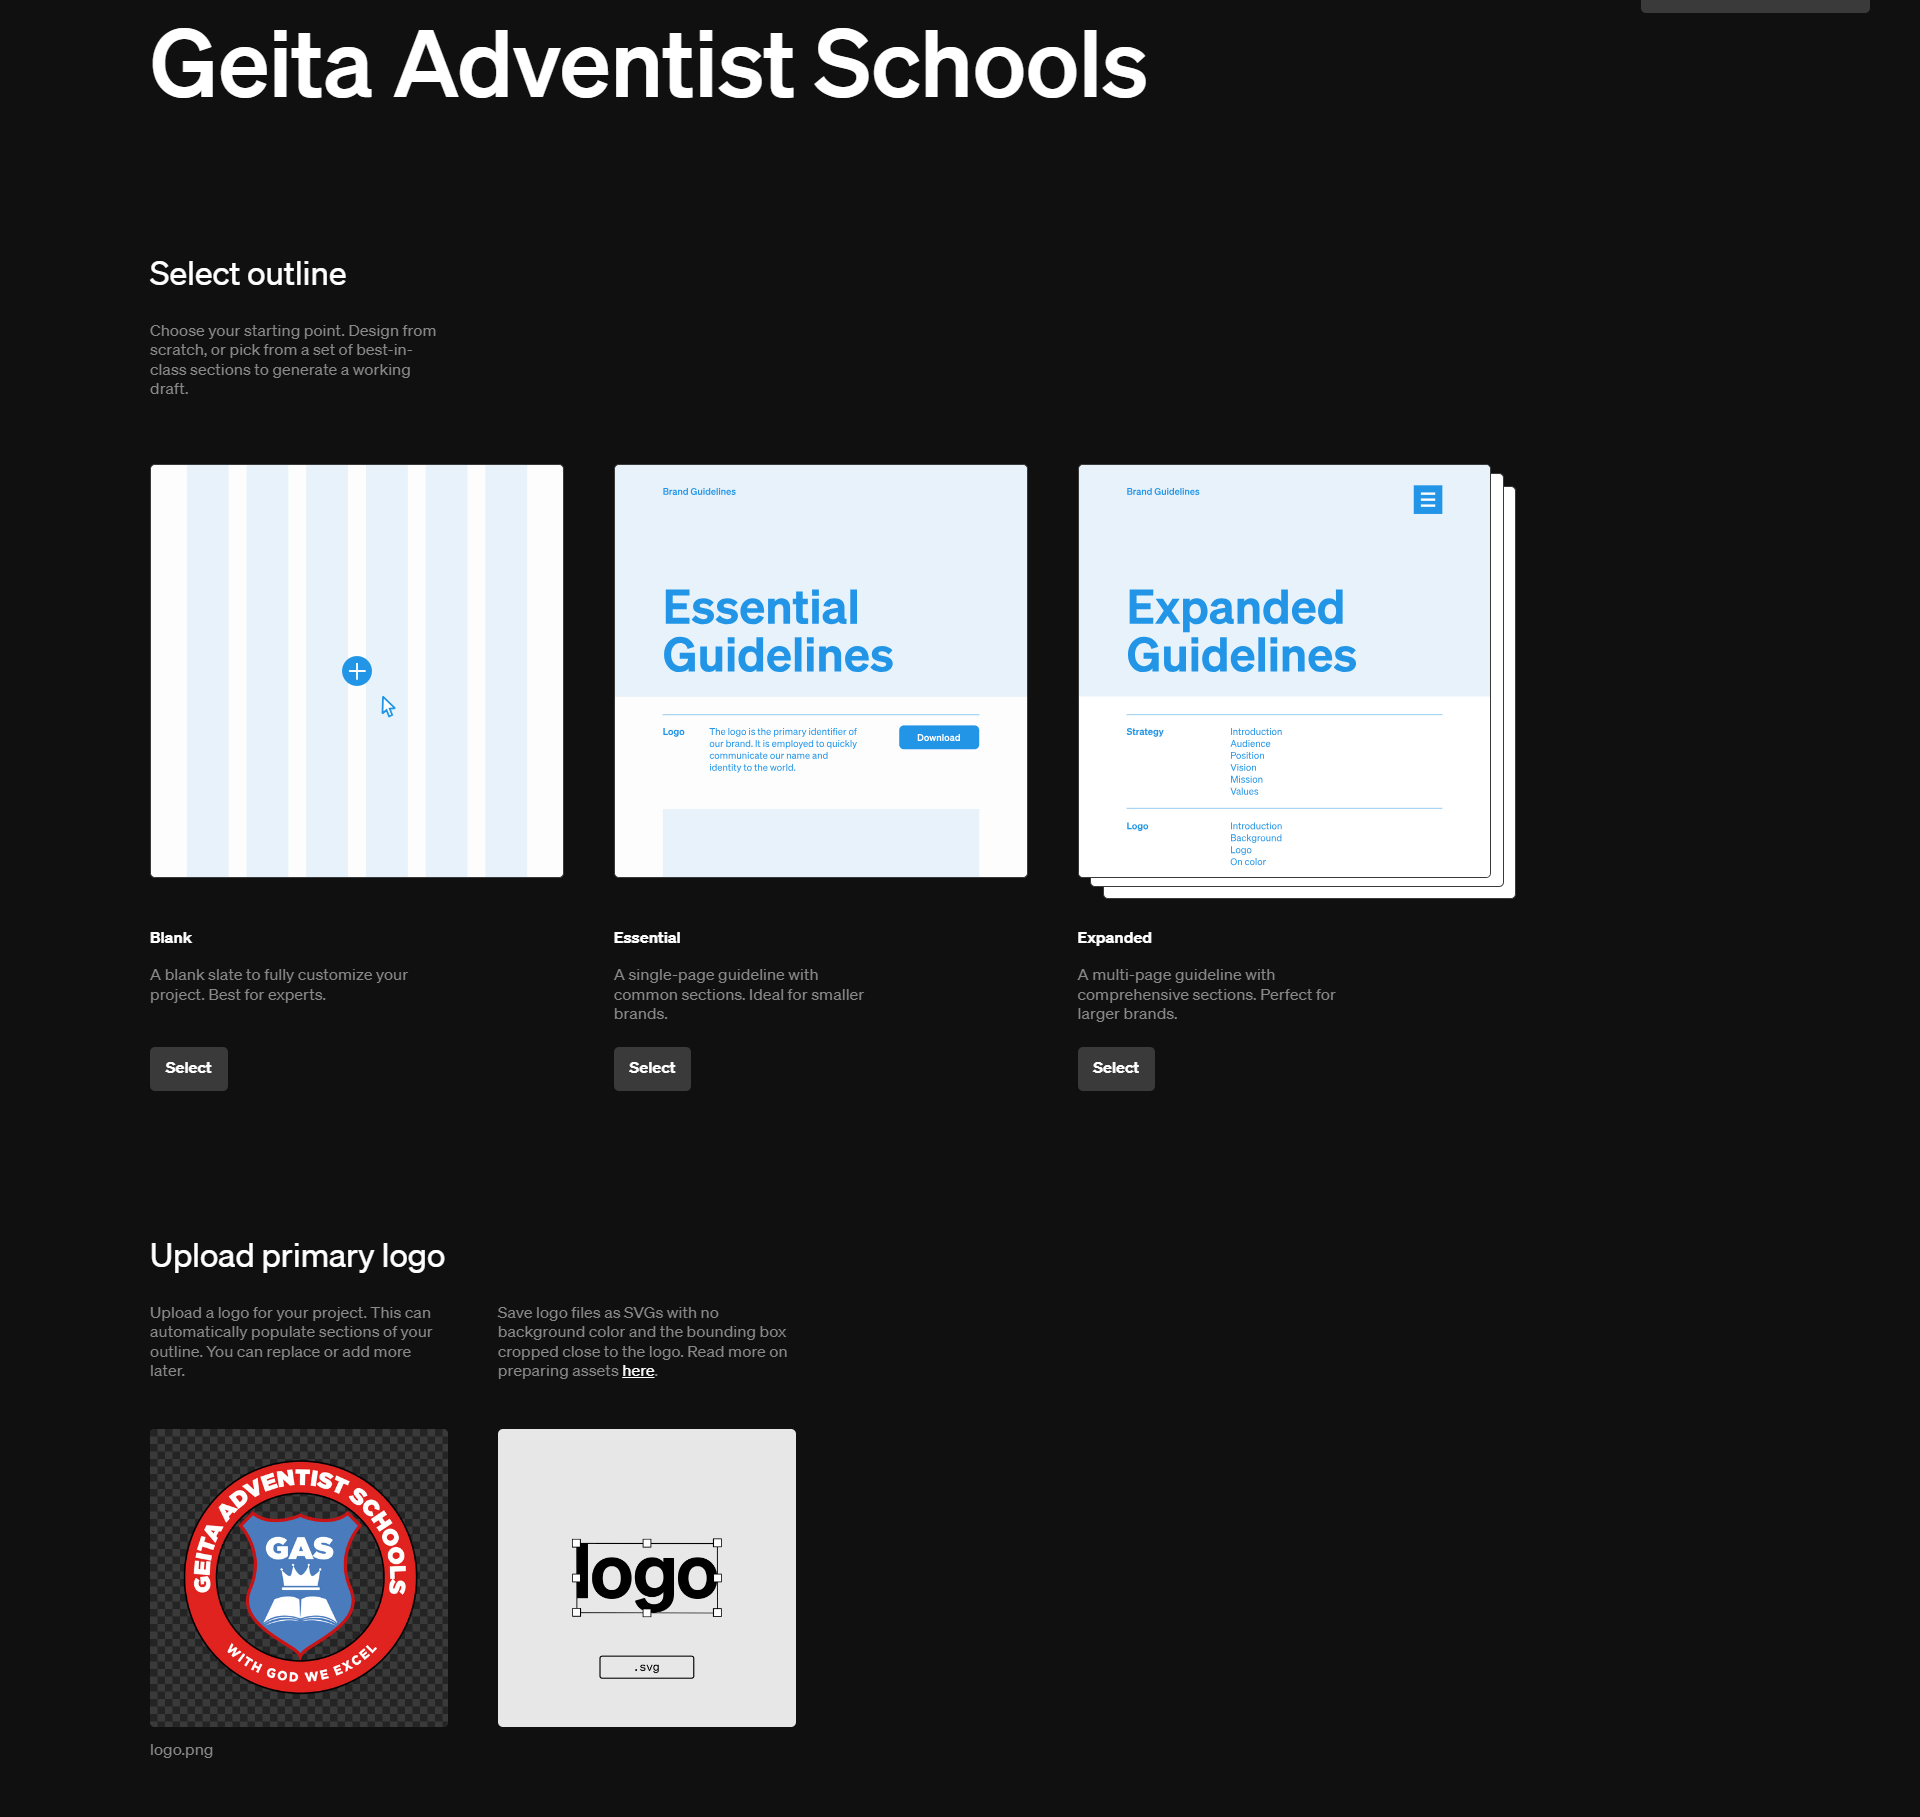 Geita Adventist Schools
Select outline
Choose your starting point. Design from
scratch, or pick from a set of best-in-
class sections to generate a working
draft.
Brand Guidelines
Essential
Guidelines
Logo
The logo is the primary identifier of
our brand. It is employed to quickly
communicate our name and
identity to the world.
Download
Brand Guidelines
Expanded
Guidelines
Strategy
Introduction
Audience
Position
Vision
Mission
Values
Logo
Introduction
Background
Logo
On color
Blank
A blank slate to fully customize your
project. Best for experts.
Select
Essential
A single-page guideline with
common sections. Ideal for smaller
brands.
Select
Expanded
A multi-page guideline with
comprehensive sections. Perfect for
larger brands.
Select
Upload primary logo
Upload a logo for your project. This can
automatically populate sections of your
outline. You can replace or add more
later.
Save logo files as SVGs with no
background color and the bounding box
cropped close to the logo. Read more on
preparing assets here.
GEITA ADVENTIST SCHOOLS
GAS
WITH GOD WE EXCEL
logo
.svg
logo.png